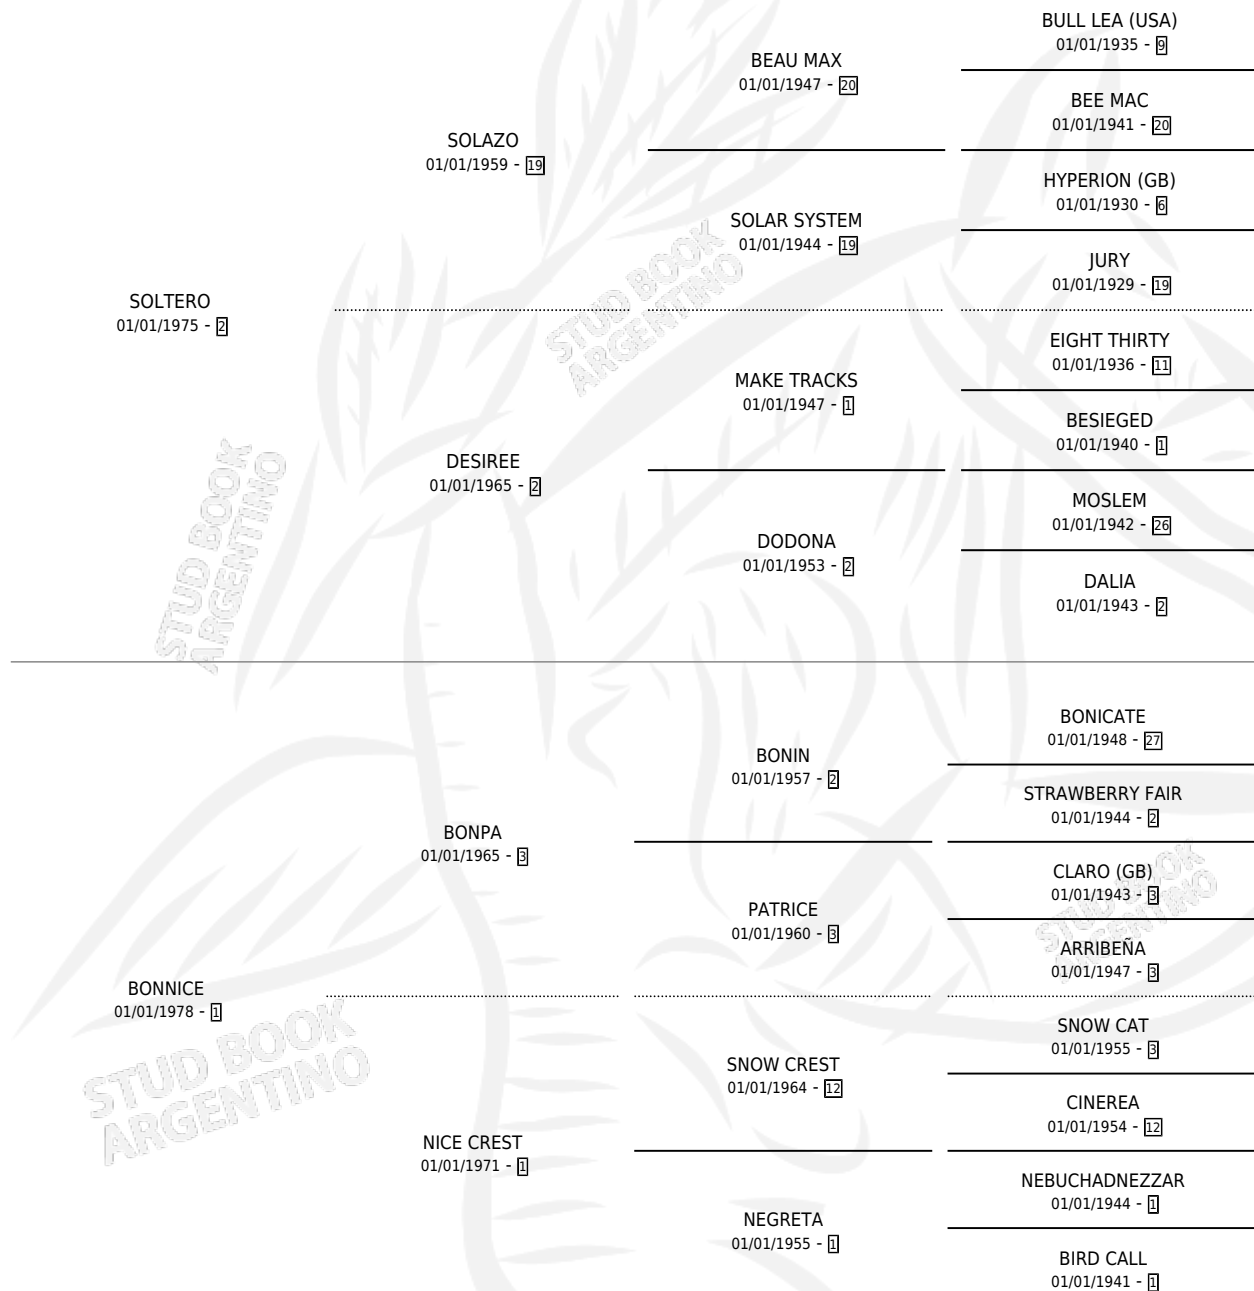 BULL LEA (USA)
01/01/1935 - 9
BEAU MAX
01/01/1947 - 20
BEE MAC
01/01/1941 - 20
SOLAZO
01/01/1959 - 19
HYPERION (GB)
01/01/1930 - 6
SOLAR SYSTEM
01/01/1944 - 19
JURY
01/01/1929 - 19
SOLTERO
01/01/1975 - 2
EIGHT THIRTY
01/01/1936 - 11
MAKE TRACKS
01/01/1947 - 1
BESIEGED
01/01/1940 - 1
DESIREE
01/01/1965 - 2
MOSLEM
01/01/1942 - 26
DODONA
01/01/1953 - 2
DALIA
01/01/1943 - 2
BONICATE
01/01/1948 - 27
BONIN
01/01/1957 - 2
STRAWBERRY FAIR
01/01/1944 - 2
BONPA
01/01/1965 - 3
CLARO (GB)
01/01/1943 - 3
PATRICE
01/01/1960 - 3
ARRIBEÑA
01/01/1947 - 3
BONNICE
01/01/1978 - 1
SNOW CAT
01/01/1955 - 3
SNOW CREST
01/01/1964 - 12
CINEREA
01/01/1954 - 12
NICE CREST
01/01/1971 - 1
NEBUCHADNEZZAR
01/01/1944 - 1
NEGRETA
01/01/1955 - 1
BIRD CALL
01/01/1941 - 1
STUD BOOK
ARGENTINO
STUD BOOK
ARGENTINO
STUD BOOK
ARGENTINO
STUD BOOK
ARGENTINO